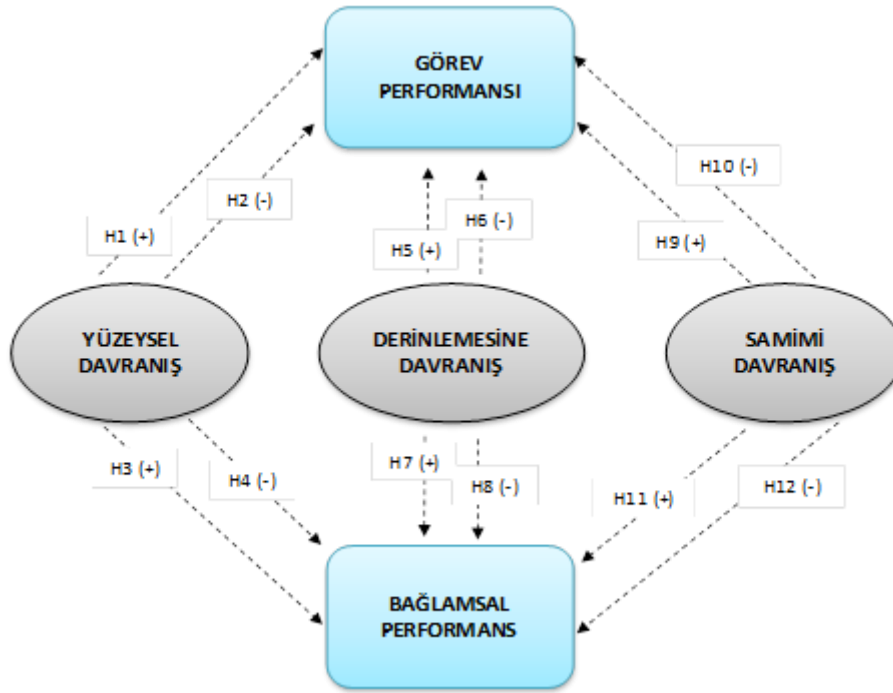 GÖREV
PERFORMANSI
H10 (-)
H2 (-)
H6 (-)
H1 (+)
H5 (+)
H9 (+)
YÜZEYSEL
DAVRANIŞ
DERİNLEMESİNE
DAVRANIŞ
SAMİMİ
DAVRANIŞ
H3 (+)
H4 (-)
H7 (+)
H8 (-)
H11 (+)
H12 (-)
BAĞLAMSAL
PERFORMANS